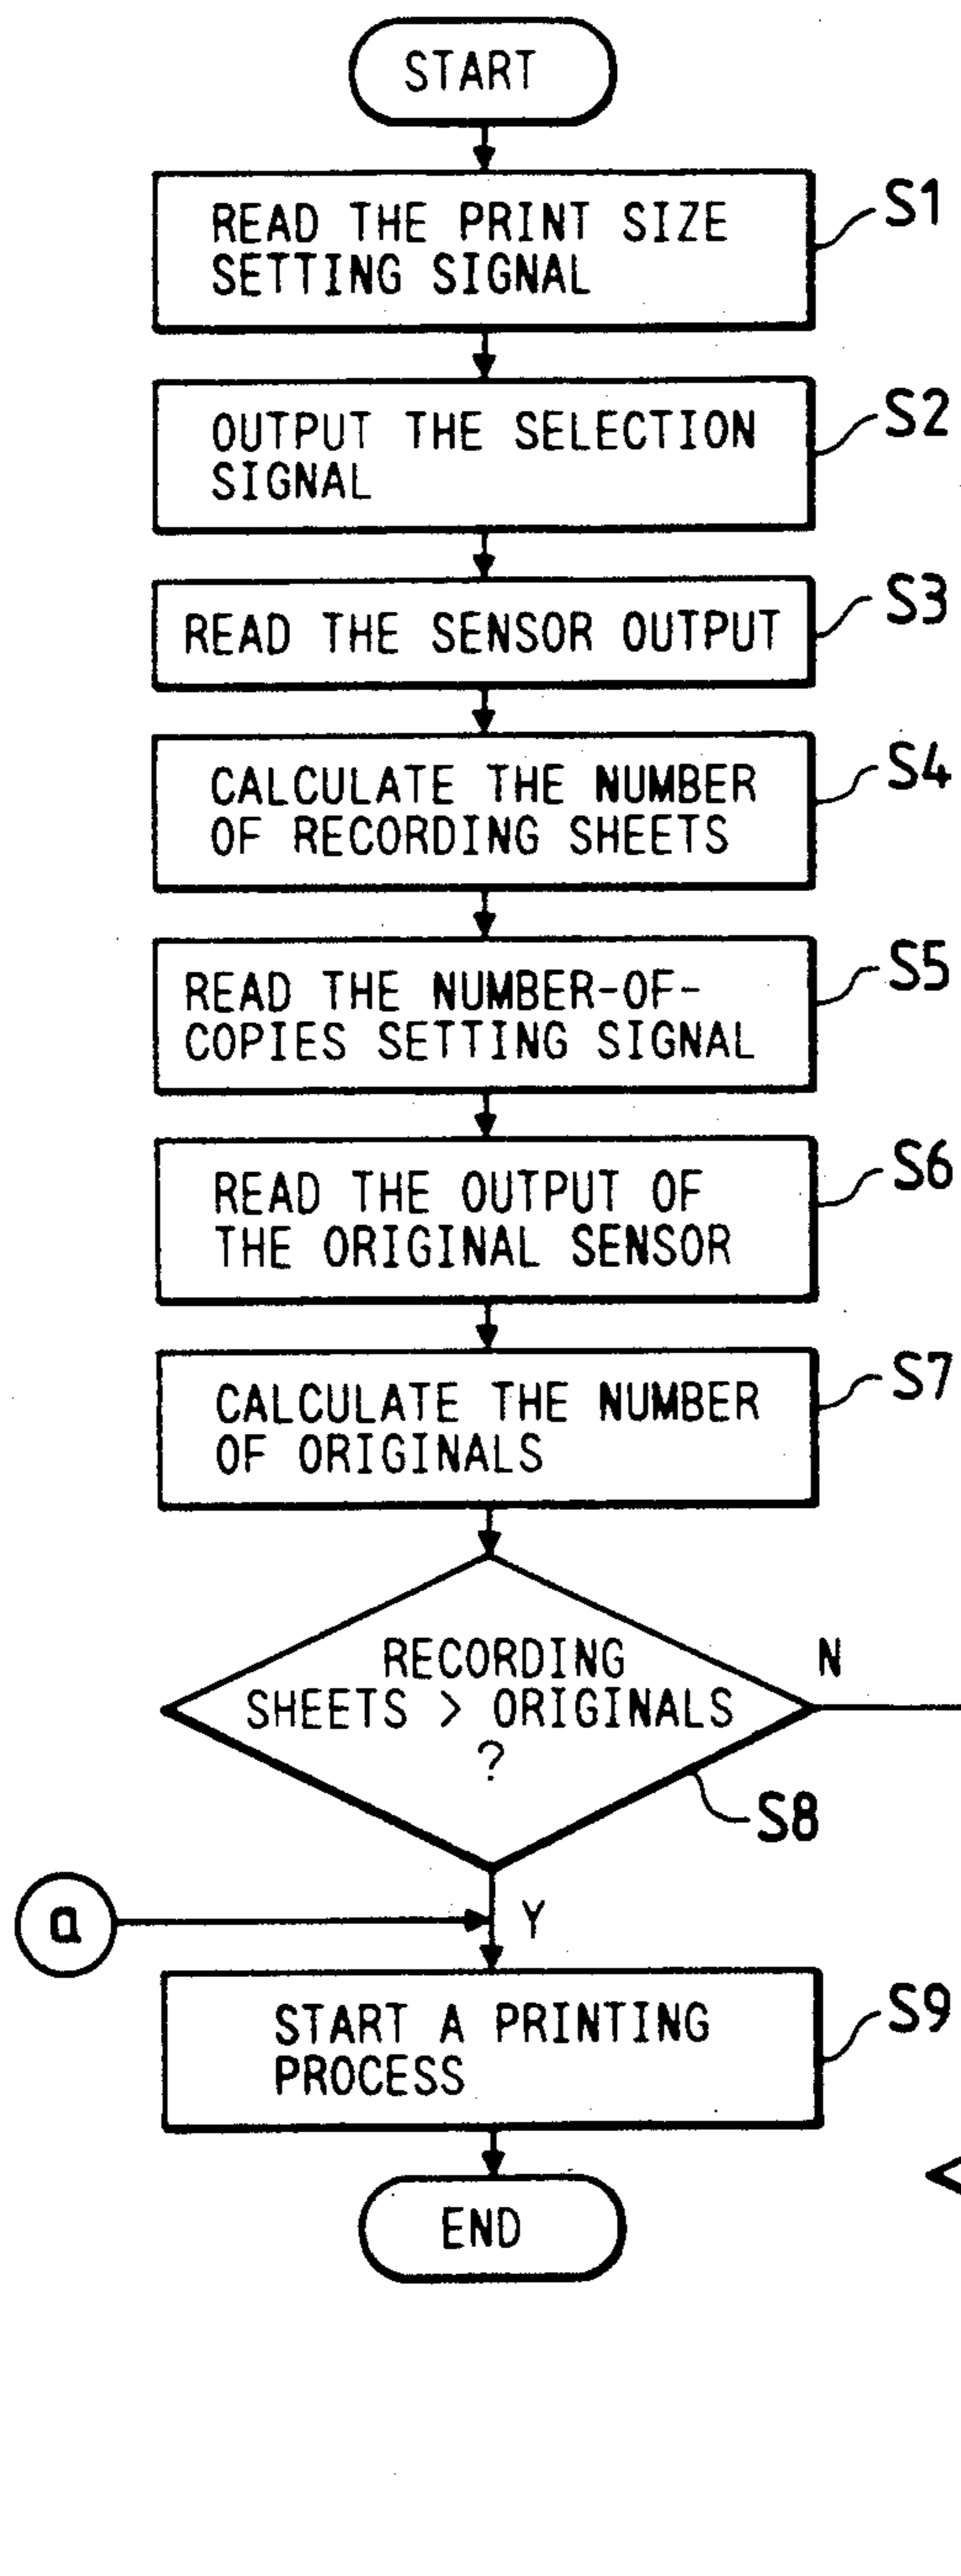 START
READ THE PRINT SIZE
SETTING SIGNAL
S1
OUTPUT THE SELECTION
SIGNAL
S2
READ THE SENSOR OUTPUT
S3
CALCULATE THE NUMBER
OF RECORDING SHEETS
S4
READ THE NUMBER-OF-
COPIES SETTING SIGNAL
S5
READ THE OUTPUT OF
THE ORIGINAL SENSOR
S6
CALCULATE THE NUMBER
OF ORIGINALS
S7
RECORDING
SHEETS > ORIGINALS
?
N
S8
a
Y
START A PRINTING
PROCESS
S9
END